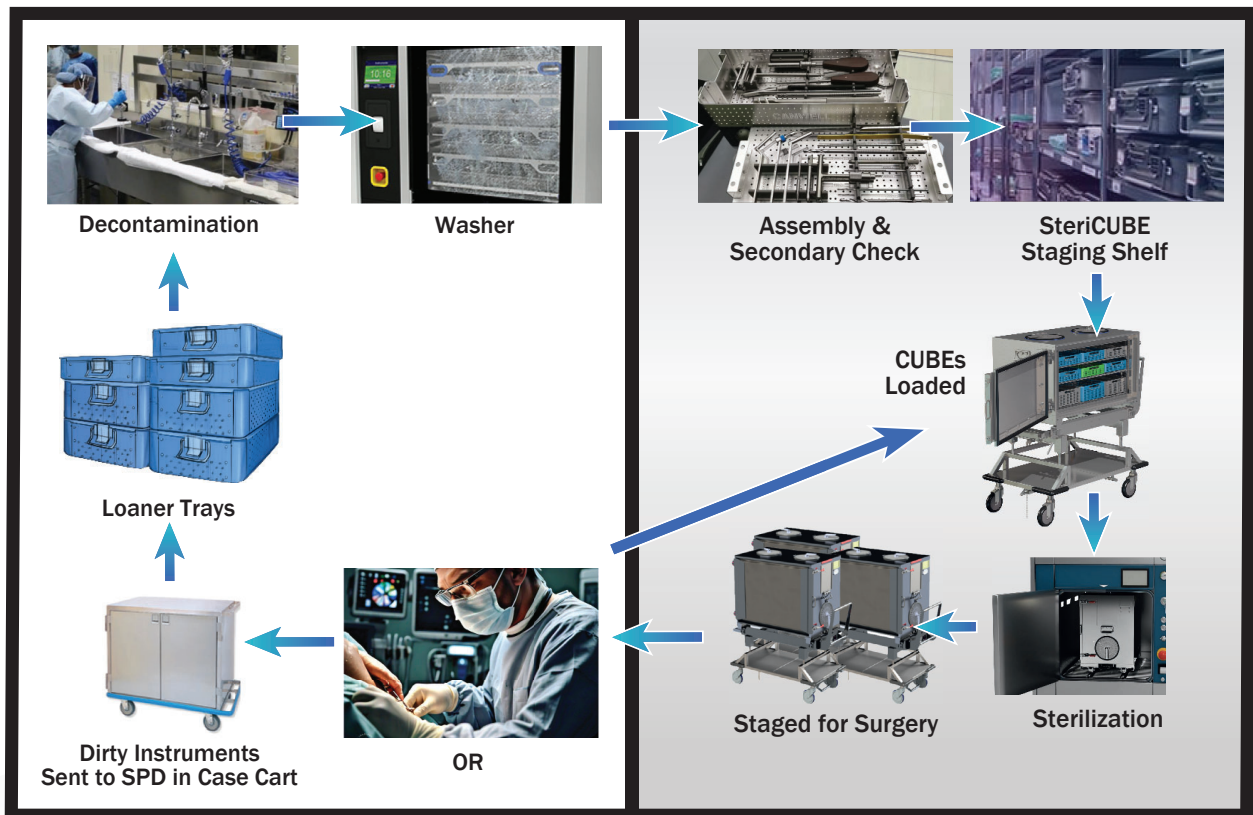 Decontamination
Washer
Assembly &
Secondary Check
SteriCUBE
Staging Shelf
10:16
Loaner Trays
CUBEs
Loaded
Dirty Instruments
Sent to SPD in Case Cart
OR
Staged for Surgery
Sterilization